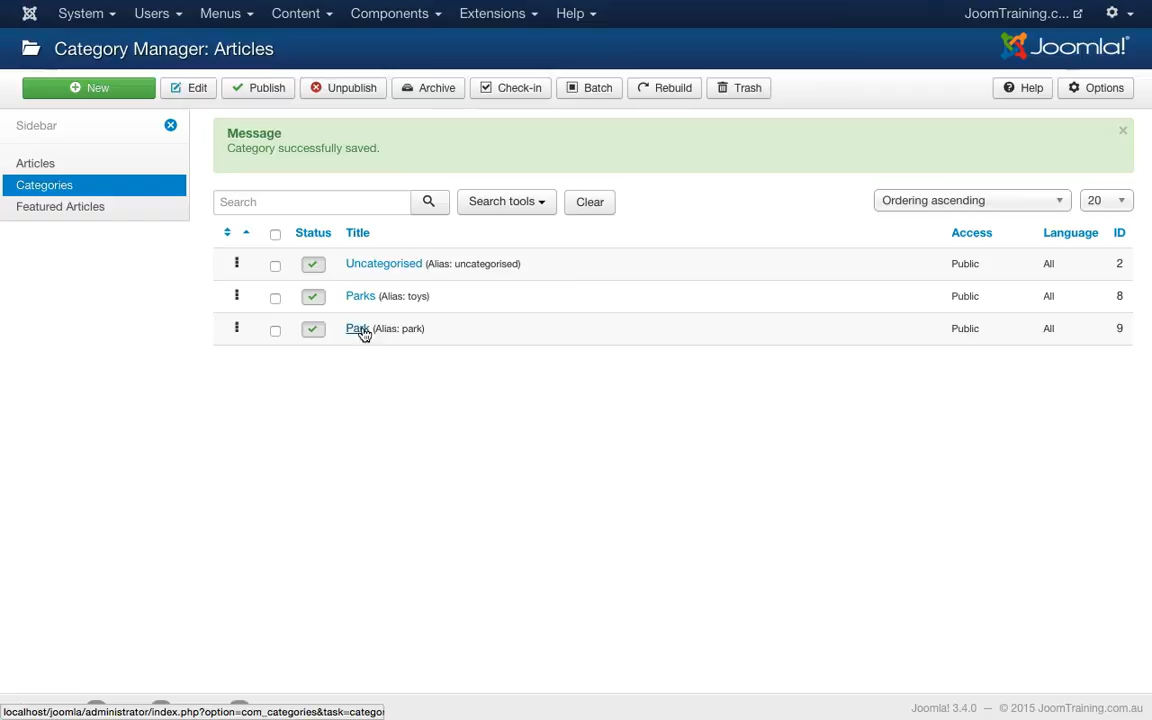 System Users Menus Content Components Extensions Help JoomTraining.c...
Category Manager: Articles Joomla!
New Edit Publish Unpublish Archive Check-in Batch Rebuild Trash Help Options
Sidebar
Articles
Categories
Featured Articles
Message
Category successfully saved.
×
Search Search tools Clear Ordering ascending 20
Status Title Access Language ID
Uncategorised (Alias: uncategorised) Public All 2
Parks (Alias: toys) Public All 8
Park (Alias: park) Public All 9
localhost/joomla/administrator/index.php?option=com_categories&task=categor
Joomla! 3.4.0 — © 2015 JoomTraining.com.au